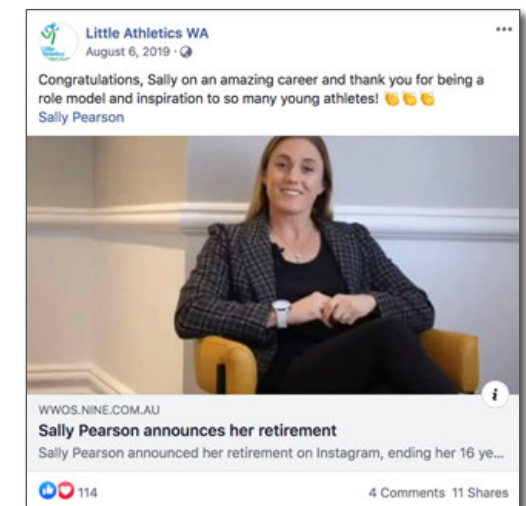 Little Athletics WA
August 6, 2019 ·
Congratulations, Sally on an amazing career and thank you for being a
role model and inspiration to so many young athletes! 👏👏👏
Sally Pearson
i
WWOS.NINE.COM.AU
Sally Pearson announces her retirement
Sally Pearson announced her retirement on Instagram, ending her 16 ye...
114
4 Comments 11 Shares